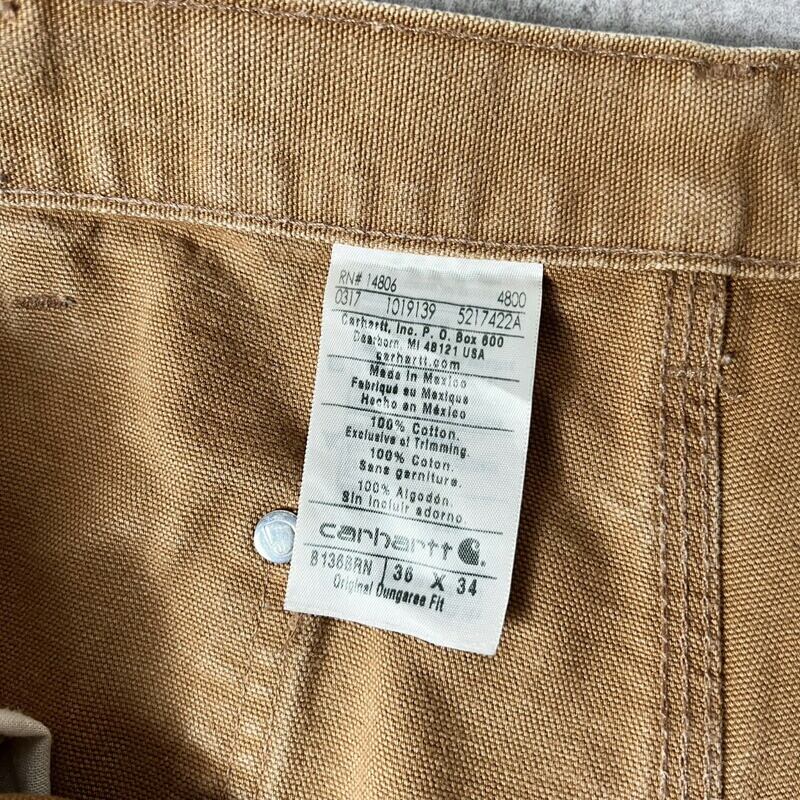 RN# 14806 4800
0317 1019139 5217422A
Carhartt, Inc. P. O. Box 600
Dearborn, MI 48121 USA
carhartt.com
Made in Mexico
Fabriqué au Mexique
Hecho en México
100% Cotton.
Exclusive of Trimming.
100% Coton.
Sans garniture.
100% Algodón.
Sin incluir adorno.
carhartt
B136BRN 36 X 34
Original Dungaree Fit